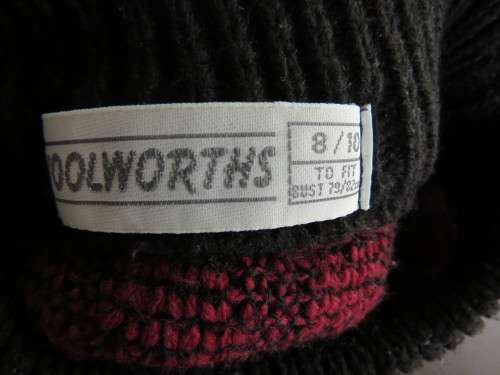 OOLWORTHS
8/10
TO FIT
BUST 79/82